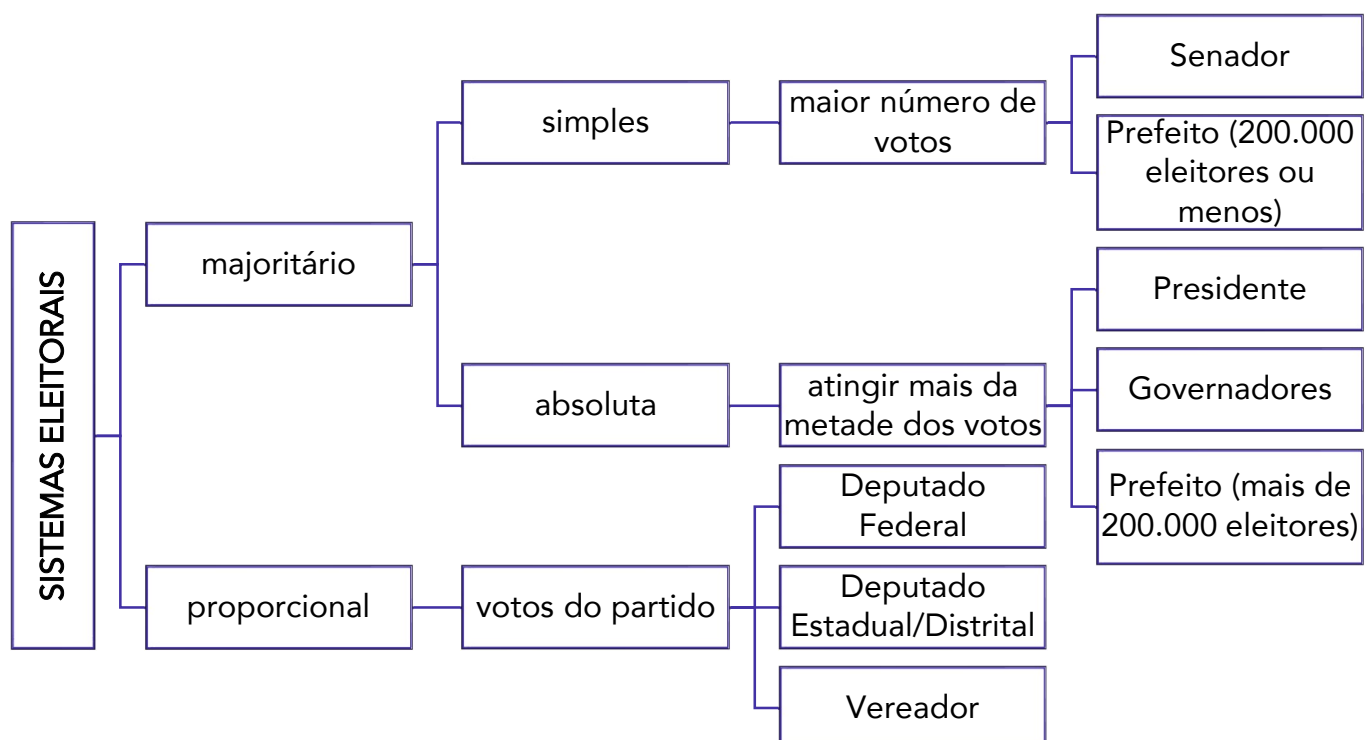 SISTEMAS ELEITORAIS
majoritário
simples
maior número de
votos
Senador
Prefeito (200.000
eleitores ou
menos)
absoluta
atingir mais da
metade dos votos
Presidente
Governadores
Prefeito (mais de
200.000 eleitores)
proporcional
votos do partido
Deputado
Federal
Deputado
Estadual/Distrital
Vereador